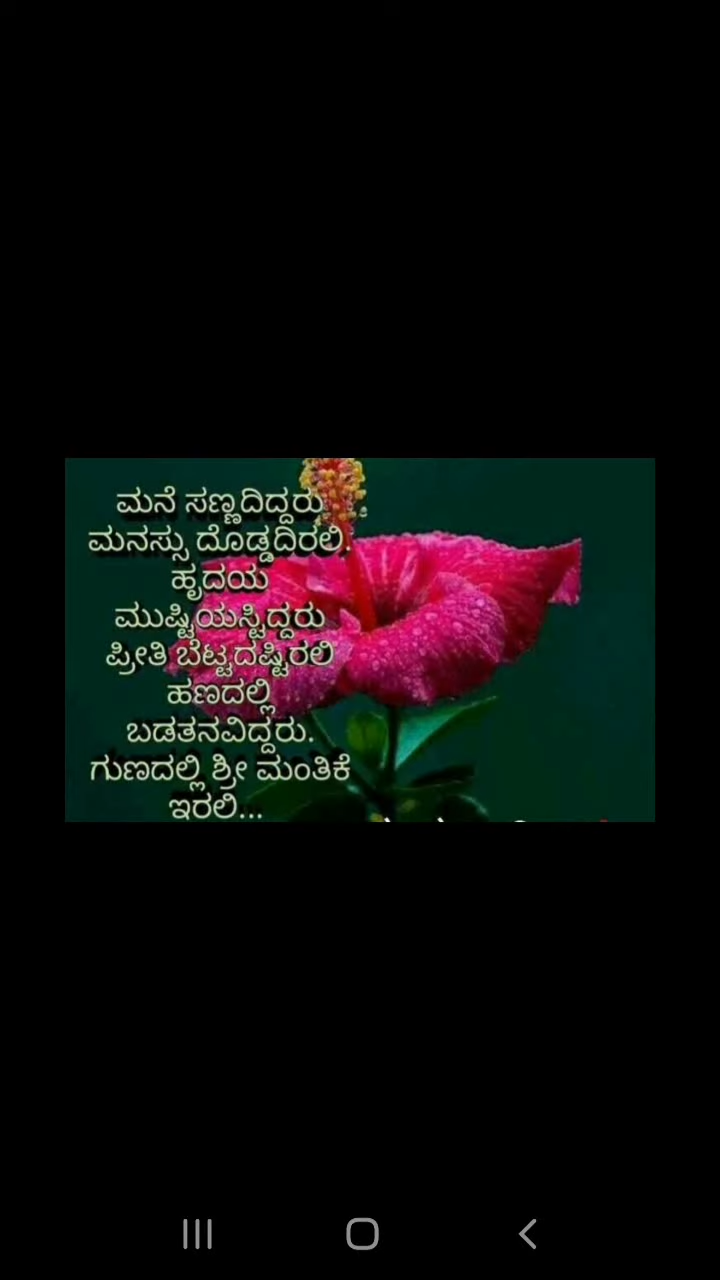 ಮನೆ ಸಣ್ಣದಿದ್ದರು
ಮನಸ್ಸು ದೊಡ್ಡದಿರಲಿ.
ಹೃದಯ
ಮುಷ್ಟಿಯಸ್ಟಿದ್ದರು
ಪ್ರೀತಿ ಬೆಟ್ಟದಷ್ಟಿರಲಿ
ಹಣದಲ್ಲಿ
ಬಡತನವಿದ್ದರು.
ಗುಣದಲ್ಲಿ ಶ್ರೀ ಮಂತಿಕೆ
ಇರಲಿ...